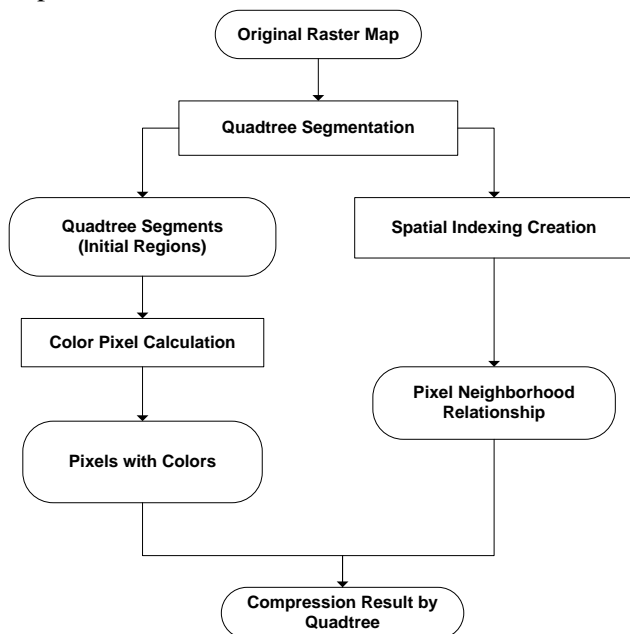 Original Raster Map
Quadtree Segmentation
Quadtree Segments
(Initial Regions)
Spatial Indexing Creation
Color Pixel Calculation
Pixel Neighborhood
Relationship
Pixels with Colors
Compression Result by
Quadtree